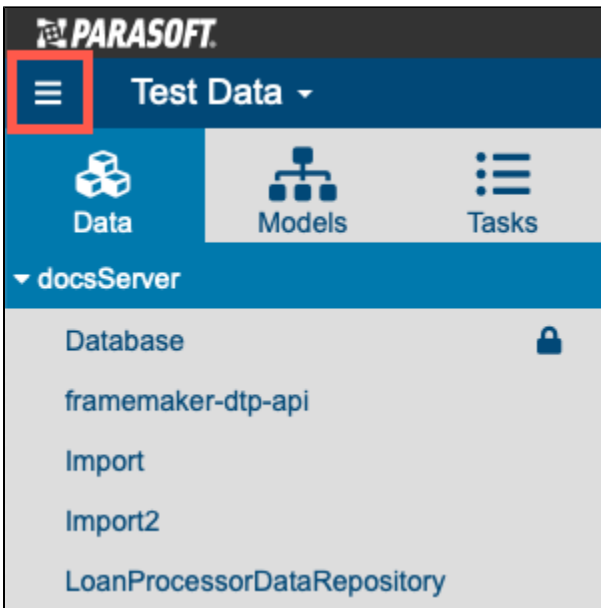 PARASOFT.
Test Data
Data Models Tasks
docsServer
Database
framemaker-dtp-api
Import
Import2
LoanProcessorDataRepository